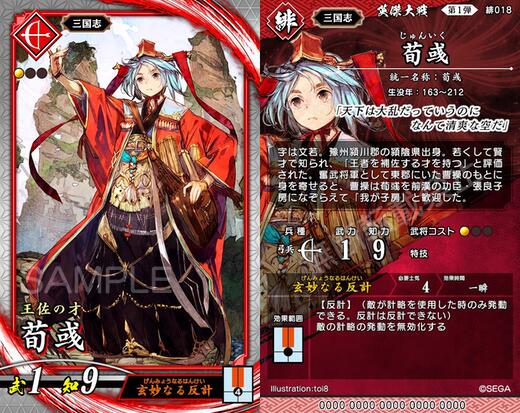 三国志
SAMPLE
王佐の才
荀彧
武1 知9
げんみょうなるはんけい
玄妙なる反計
4
緋
三国志
英傑大戦
第1弾
緋018
じゅんいく
荀彧
統一名称：荀彧
生没年：163～212
「天下は大乱だっていうのに
なんて清爽な空だ」
字は文若。豫州潁川郡の潁陰県出身。若くして賢
才で知られ、「王者を補佐する才を持つ」と評価
された。奮武将軍として東郡にいた曹操のもとに
身を寄せると、曹操は荀彧を前漢の功臣・張良子
房になぞらえて「我が子房」と歓迎した。
兵種 武力 知力 武将コスト
弓兵 1 9 特技
げんみょうなるはんけい 必要士気 効果時間
玄妙なる反計 4 一瞬
効果範囲
【反計】（敵が計略を使用した時のみ発動
できる。反計は反計できない）
敵の計略の発動を無効化する
Illustration:toi8
©SEGA
0000-0000-0000-0000-0000